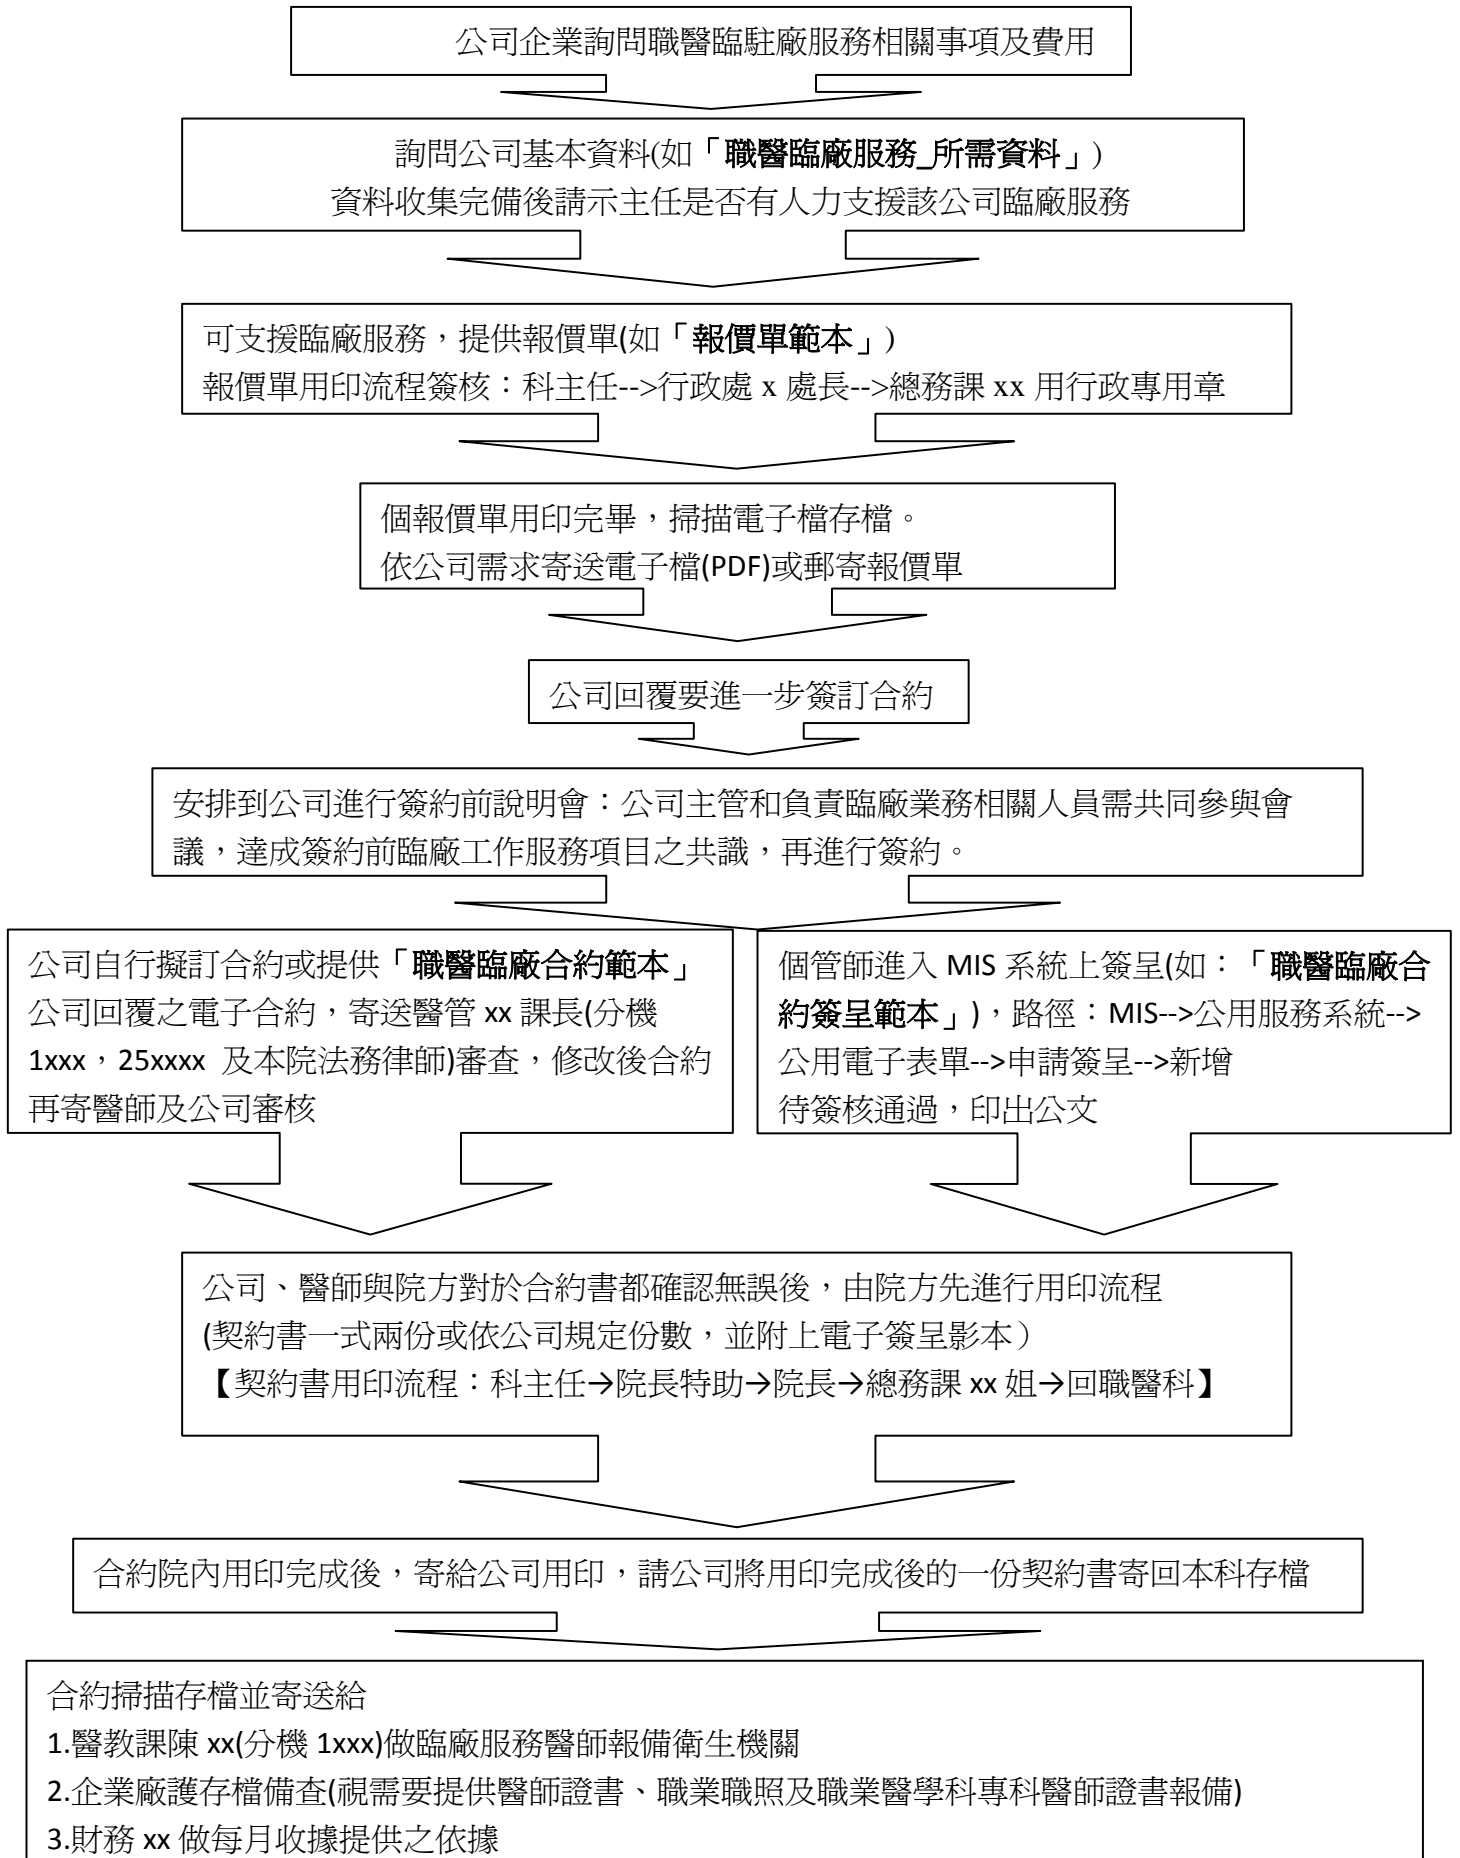 公司企業詢問職醫臨駐廠服務相關事項及費用
詢問公司基本資料(如「職醫臨廠服務_所需資料」)
資料收集完備後請示主任是否有人力支援該公司臨廠服務
可支援臨廠服務，提供報價單(如「報價單範本」)
報價單用印流程簽核：科主任-->行政處 x 處長-->總務課 xx 用行政專用章
個報價單用印完畢，掃描電子檔存檔。
依公司需求寄送電子檔(PDF)或郵寄報價單
公司回覆要進一步簽訂合約
安排到公司進行簽約前說明會：公司主管和負責臨廠業務相關人員需共同參與會
議，達成簽約前臨廠工作服務項目之共識，再進行簽約。
公司自行擬訂合約或提供「職醫臨廠合約範本」
公司回覆之電子合約，寄送醫管 xx 課長(分機
1xxx，25xxxx 及本院法務律師)審查，修改後合約
再寄醫師及公司審核
個管師進入 MIS 系統上簽呈(如：「職醫臨廠合
約簽呈範本」)，路徑：MIS-->公用服務系統-->
公用電子表單-->申請簽呈-->新增
待簽核通過，印出公文
公司、醫師與院方對於合約書都確認無誤後，由院方先進行用印流程
(契約書一式兩份或依公司規定份數，並附上電子簽呈影本）
【契約書用印流程：科主任→院長特助→院長→總務課 xx 姐→回職醫科】
合約院內用印完成後，寄給公司用印，請公司將用印完成後的一份契約書寄回本科存檔
合約掃描存檔並寄送給
1.醫教課陳 xx(分機 1xxx)做臨廠服務醫師報備衛生機關
2.企業廠護存檔備查(視需要提供醫師證書、職業職照及職業醫學科專科醫師證書報備)
3.財務 xx 做每月收據提供之依據